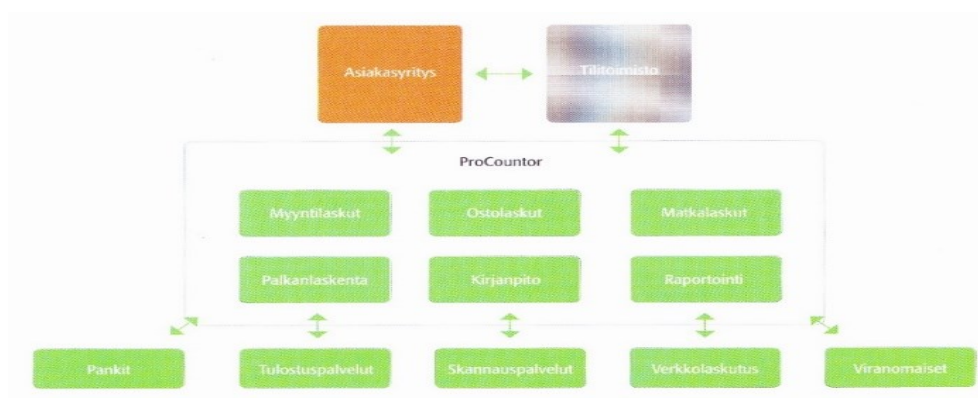 Asiakasyritys
Tilitoimisto
ProCountor
Myyntilaskut
Ostolaskut
Matkalaskut
Palkanlaskenta
Kirjanpito
Raportointi
Pankit
Tulostuspalvelut
Skannauspalvelut
Verkkolaskutus
Viranomaiset